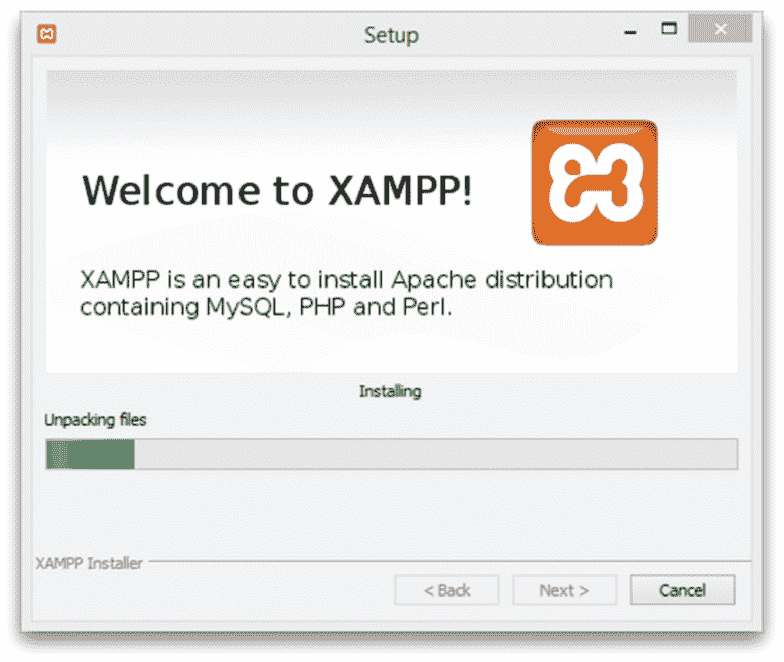 Setup
Welcome to XAMPP!
XAMPP is an easy to install Apache distribution
containing MySQL, PHP and Perl.
Installing
Unpacking files
XAMPP Installer
< Back
Next >
Cancel